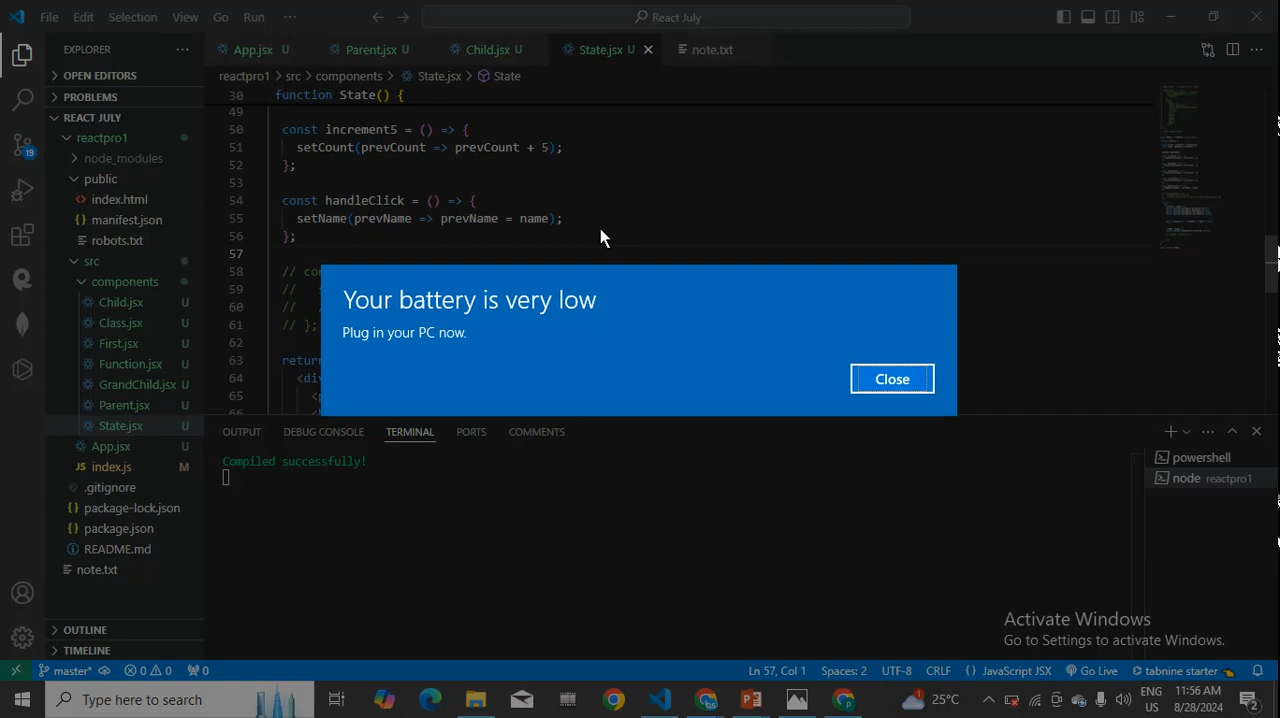 File Edit Selection View Go Run ··· React July
EXPLORER ···
OPEN EDITORS
PROBLEMS
REACT JULY
reactpro1
node_modules
public
index.html
manifest.json
robots.txt
src
components
Child.jsx U
Class.jsx U
First.jsx U
Function.jsx U
GrandChild.jsx U
Parent.jsx U
State.jsx U
App.jsx U
JS index.js M
.gitignore
package-lock.json
package.json
README.md
note.txt
OUTLINE
TIMELINE
19
App.jsx U Parent.jsx U Child.jsx U State.jsx U note.txt
reactpro1 > src > components > State.jsx > State
30 function State() {
49
50 const increment5 = () => {
51 setCount(prevCount => prevCount + 5);
52 };
53
54 const handleClick = () =>
55 setName(prevName => prevName = name);
56 };
57
58 // co
59 //
60 //
61 // };
62
63 retur
64 <di
65
66
Your battery is very low
Plug in your PC now.
Close
OUTPUT DEBUG CONSOLE TERMINAL PORTS COMMENTS
Compiled successfully!
powershell
node reactpro1
Activate Windows
Go to Settings to activate Windows.
master* 0 0 0 Ln 57, Col 1 Spaces: 2 UTF-8 CRLF {} JavaScript JSX Go Live tabnine starter
Type here to search 25°C ENG US 11:56 AM 8/28/2024 2